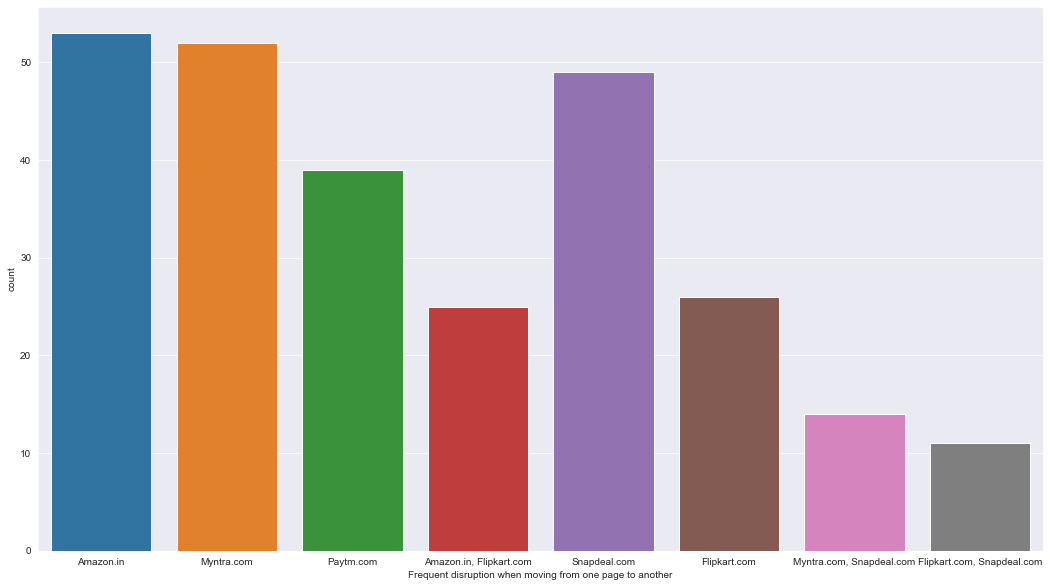 50
40
30
20
10
0
count
Amazon.in Myntra.com Paytm.com Amazon.in, Flipkart.com Snapdeal.com Flipkart.com Myntra.com, Snapdeal.com Flipkart.com, Snapdeal.com
Frequent disruption when moving from one page to another